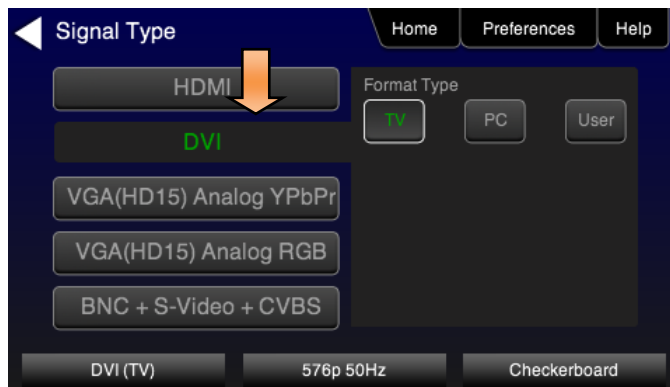 Signal Type
Home
Preferences
Help
HDMI
Format Type
TV
PC
User
DVI
VGA(HD15) Analog YPbPr
VGA(HD15) Analog RGB
BNC + S-Video + CVBS
DVI (TV)
576p 50Hz
Checkerboard